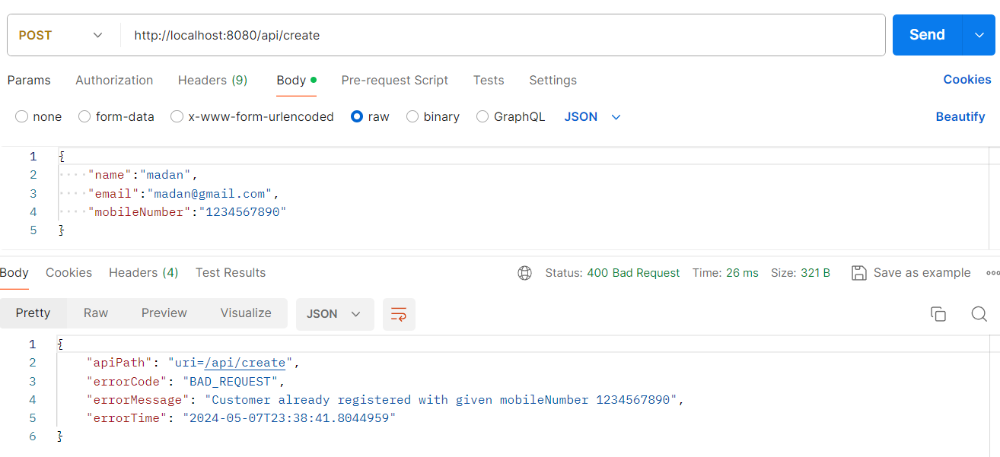 POST http://localhost:8080/api/create Send
Params Authorization Headers (9) Body Pre-request Script Tests Settings Cookies
none form-data x-www-form-urlencoded raw binary GraphQL JSON Beautify
1 {
2 "name":"madan",
3 "email":"madan@gmail.com",
4 "mobileNumber":"1234567890"
5 }
Body Cookies Headers (4) Test Results Status: 400 Bad Request Time: 26 ms Size: 321 B Save as example
Pretty Raw Preview Visualize JSON
1 {
2 "apiPath": "uri=/api/create",
3 "errorCode": "BAD_REQUEST",
4 "errorMessage": "Customer already registered with given mobileNumber 1234567890",
5 "errorTime": "2024-05-07T23:38:41.8044959"
6 }